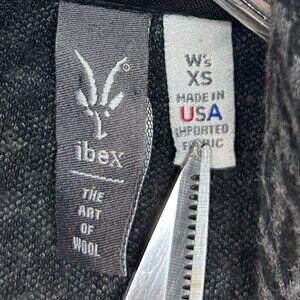 ibex
THE
ART
OF
WOOL
W's
XS
MADE IN
USA
IMPORTED
FABRIC